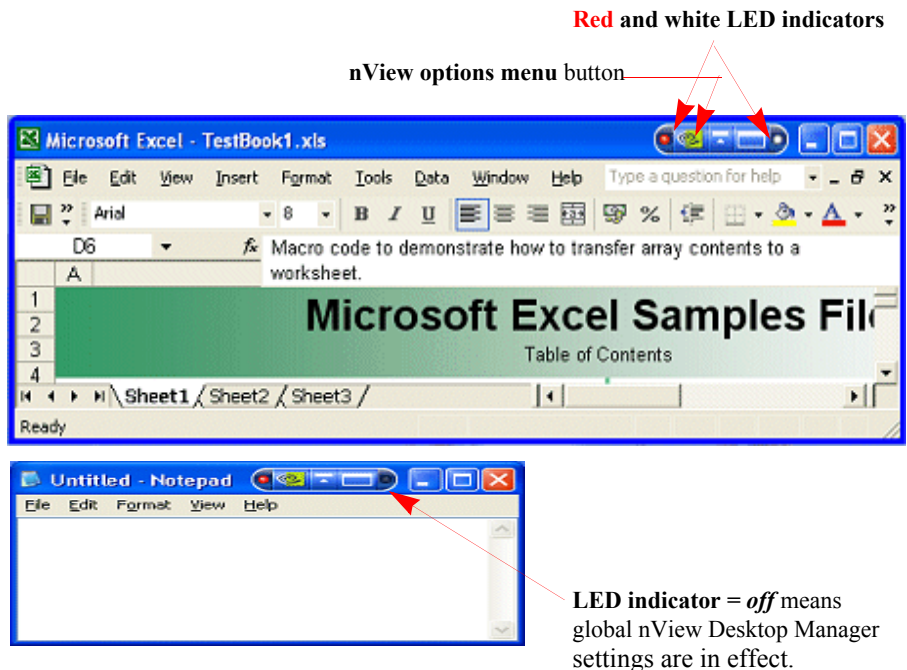 Red and white LED indicators
nView options menu button
Microsoft Excel - TestBook1.xls
File Edit View Insert Format Tools Data Window Help Type a question for help
Arial 8 B I U
D6 fx Macro code to demonstrate how to transfer array contents to a
worksheet.
A
1
2 Microsoft Excel Samples File
3 Table of Contents
4
Sheet1 Sheet2 Sheet3
Ready
Untitled - Notepad
File Edit Format View Help
LED indicator = off means
global nView Desktop Manager
settings are in effect.